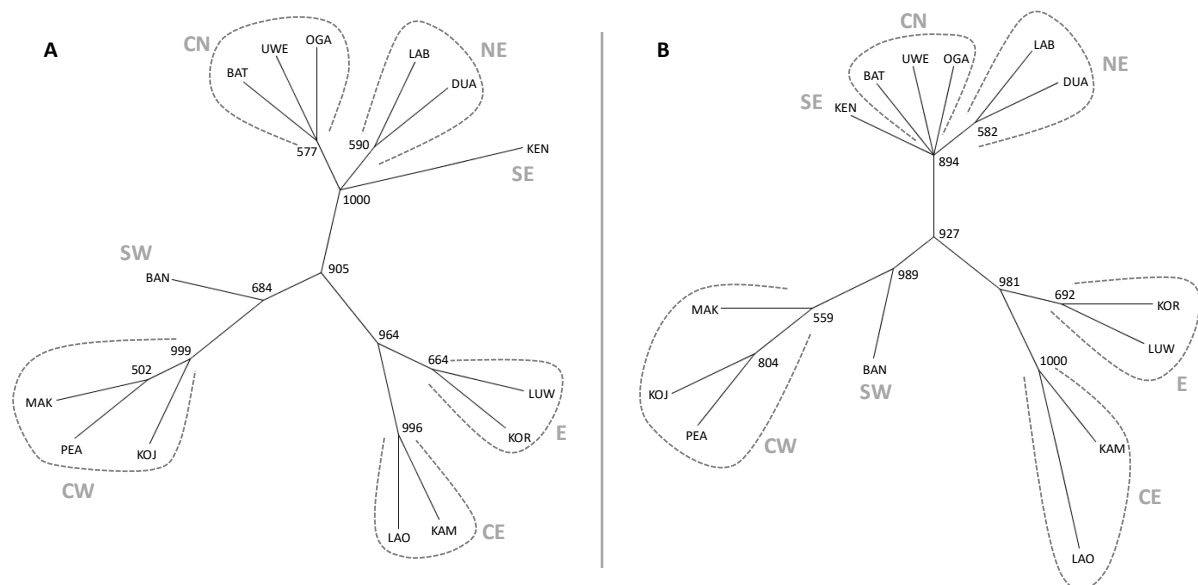 A
CN
OGA
UWE
BAT
577
LAB
NE
DUA
590
KEN
SE
1000
SW
BAN
684
905
999
502
MAK
PEA
KOJ
CW
964
664
LUW
KOR
E
996
KAM
LAO
CE
B
CN
UWE
OGA
BAT
SE
KEN
LAB
NE
DUA
582
894
927
989
MAK
559
804
KOJ
PEA
CW
BAN
SW
981
692
KOR
LUW
E
1000
KAM
CE
LAO